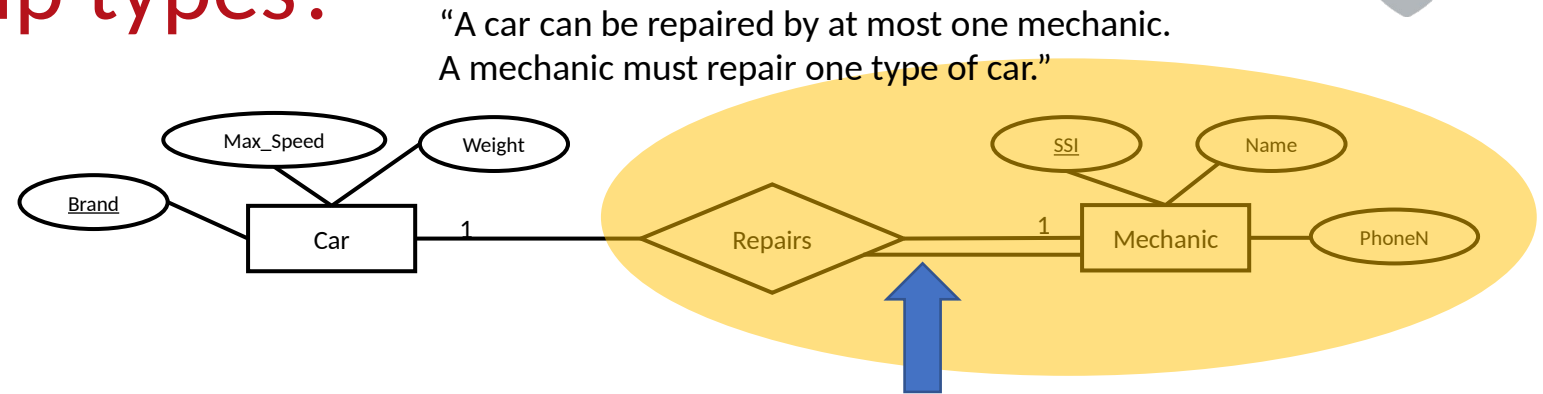 p types?
“A car can be repaired by at most one mechanic.
A mechanic must repair one type of car.”
Max_Speed
Weight
SSI
Name
Brand
1
1
Car
Repairs
Mechanic
PhoneN